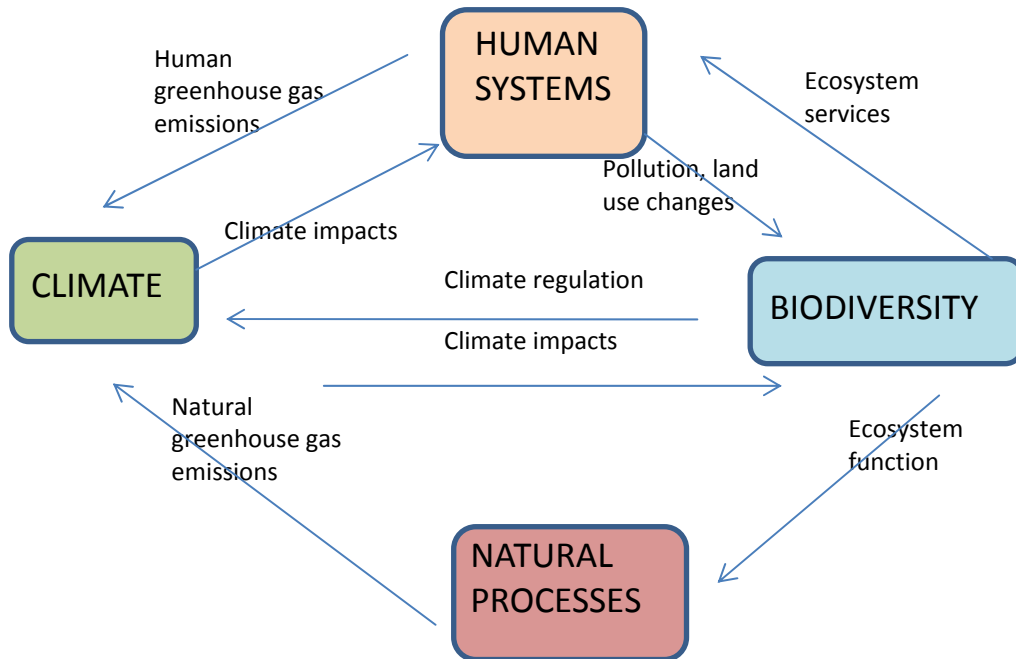 HUMAN
SYSTEMS
Human
greenhouse gas
emissions
Ecosystem
services
Pollution, land
use changes
Climate impacts
CLIMATE
Climate regulation
BIODIVERSITY
Climate impacts
Natural
greenhouse gas
emissions
Ecosystem
function
NATURAL
PROCESSES